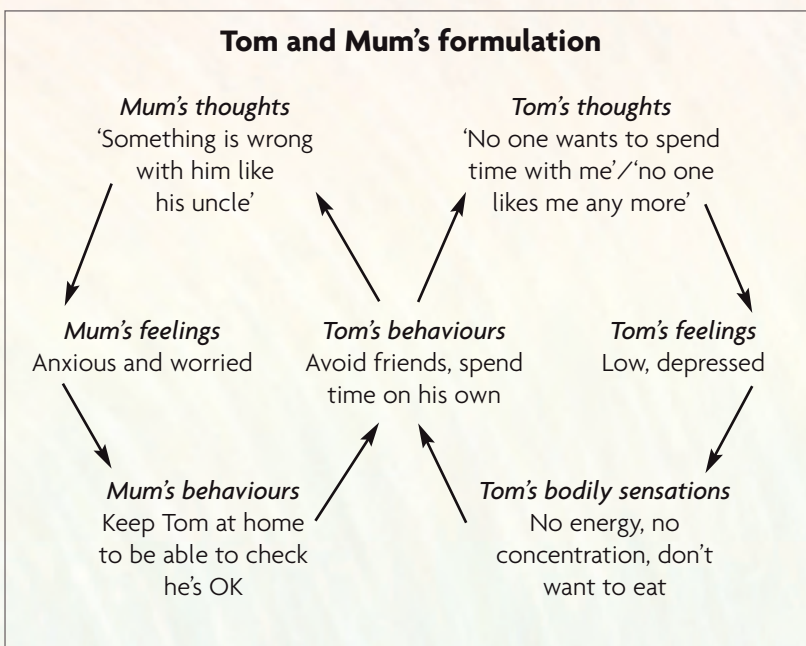 Tom and Mum's formulation
Mum's thoughts
‘Something is wrong
with him like
his uncle’
Tom's thoughts
‘No one wants to spend
time with me’/‘no one
likes me any more’
Mum's feelings
Anxious and worried
Tom's behaviours
Avoid friends, spend
time on his own
Tom's feelings
Low, depressed
Mum's behaviours
Keep Tom at home
to be able to check
he's OK
Tom's bodily sensations
No energy, no
concentration, don't
want to eat